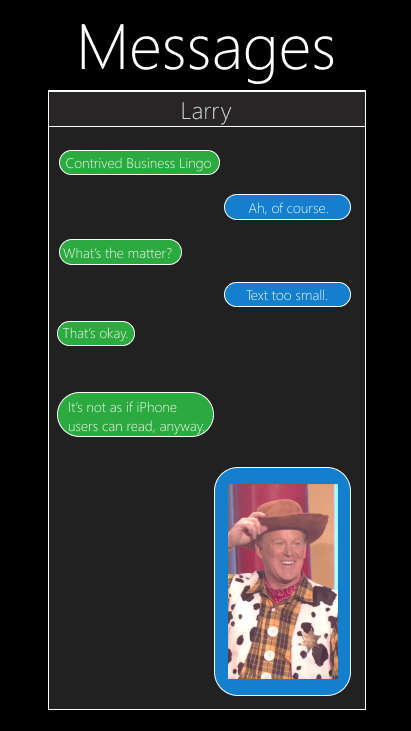 Messages
Larry
Contrived Business Lingo
Ah, of course.
What's the matter?
Text too small.
That's okay.
It's not as if iPhone
users can read, anyway.